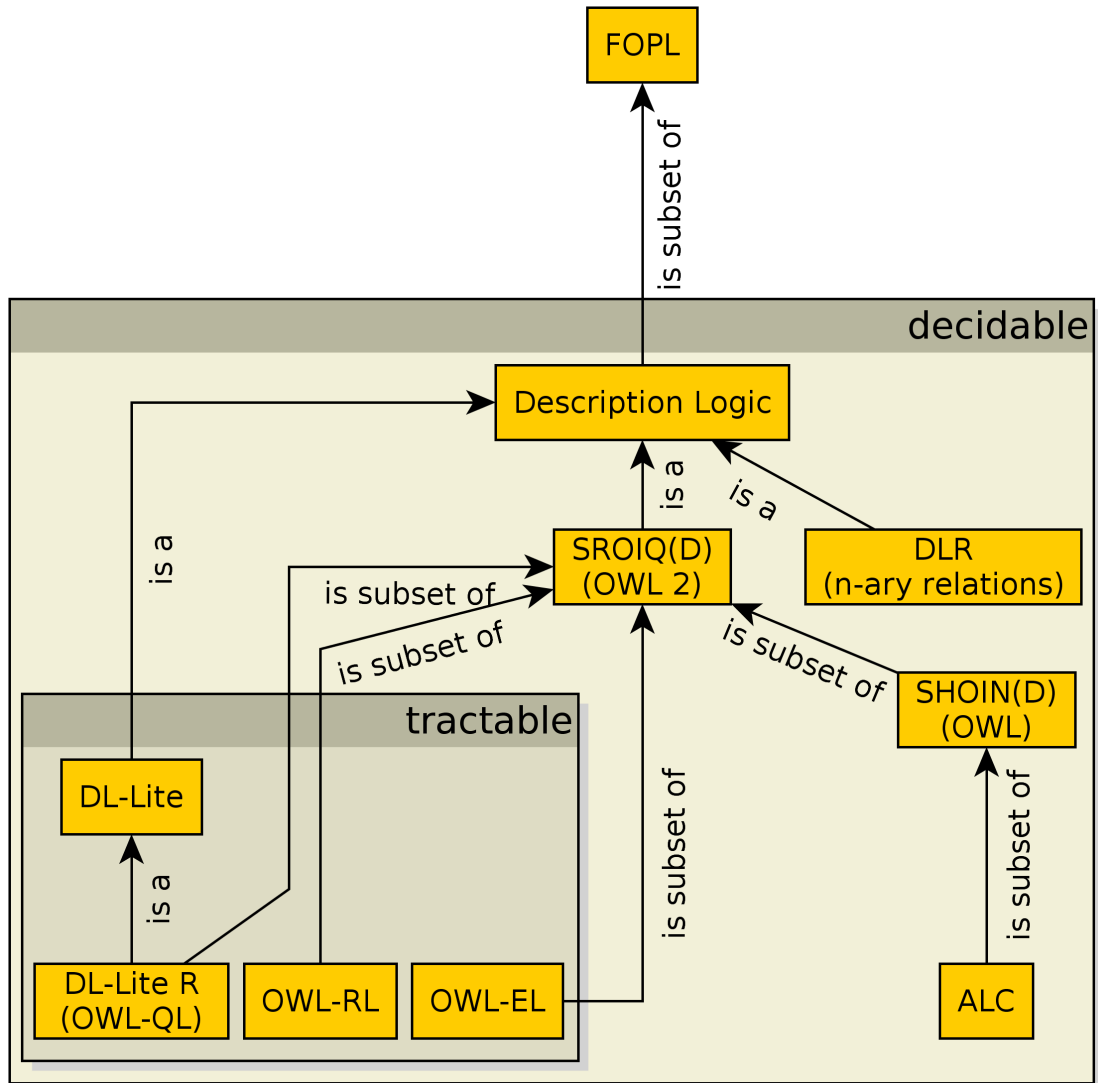 FOPL
is subset of
decidable
Description Logic
is a
is a
is a
SROIQ(D)
(OWL 2)
DLR
(n-ary relations)
is subset of
is subset of
is subset of
SHOIN(D)
(OWL)
tractable
DL-Lite
is subset of
is subset of
is a
DL-Lite R
(OWL-QL)
OWL-RL
OWL-EL
ALC